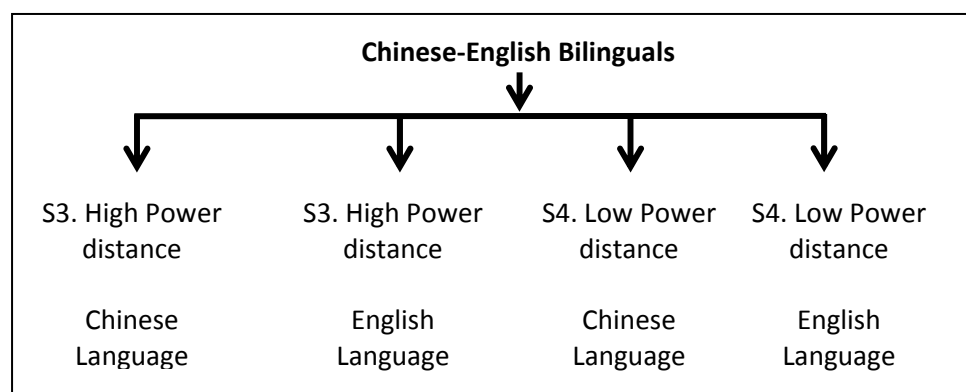 Chinese-English Bilinguals
S3. High Power
distance
Chinese
Language
S3. High Power
distance
English
Language
S4. Low Power
distance
Chinese
Language
S4. Low Power
distance
English
Language